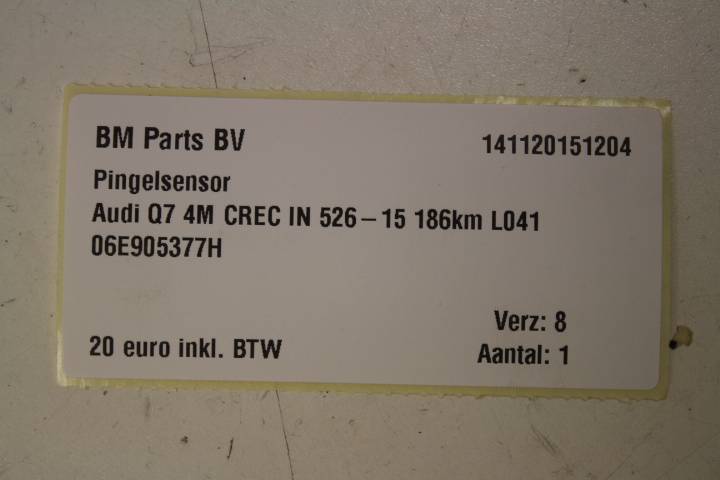 BM Parts BV 141120151204
Pingelsensor
Audi Q7 4M CREC IN 526–15 186km L041
06E905377H
Verz: 8
20 euro inkl. BTW Aantal: 1